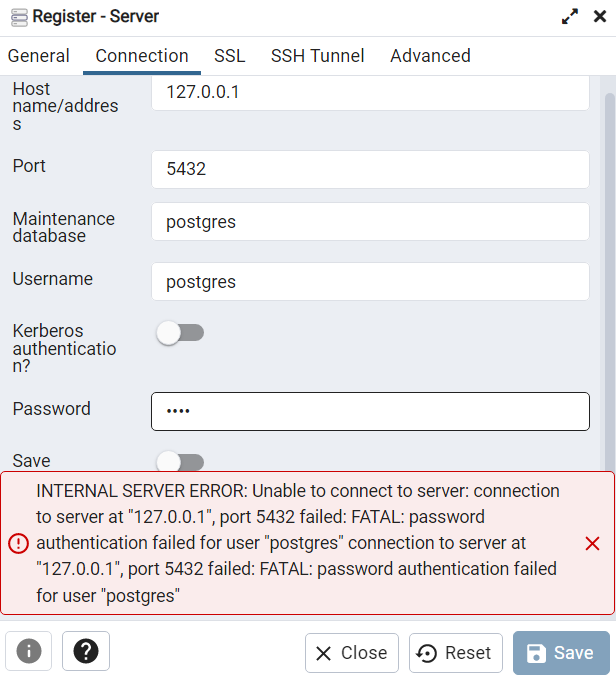 Register - Server
General Connection SSL SSH Tunnel Advanced
Host
name/addres
s
127.0.0.1
Port
5432
Maintenance
database
postgres
Username
postgres
Kerberos
authenticatio
n?
Password
••••
Save
INTERNAL SERVER ERROR: Unable to connect to server: connection
to server at "127.0.0.1", port 5432 failed: FATAL: password
authentication failed for user "postgres" connection to server at
"127.0.0.1", port 5432 failed: FATAL: password authentication failed
for user "postgres"
Close Reset Save